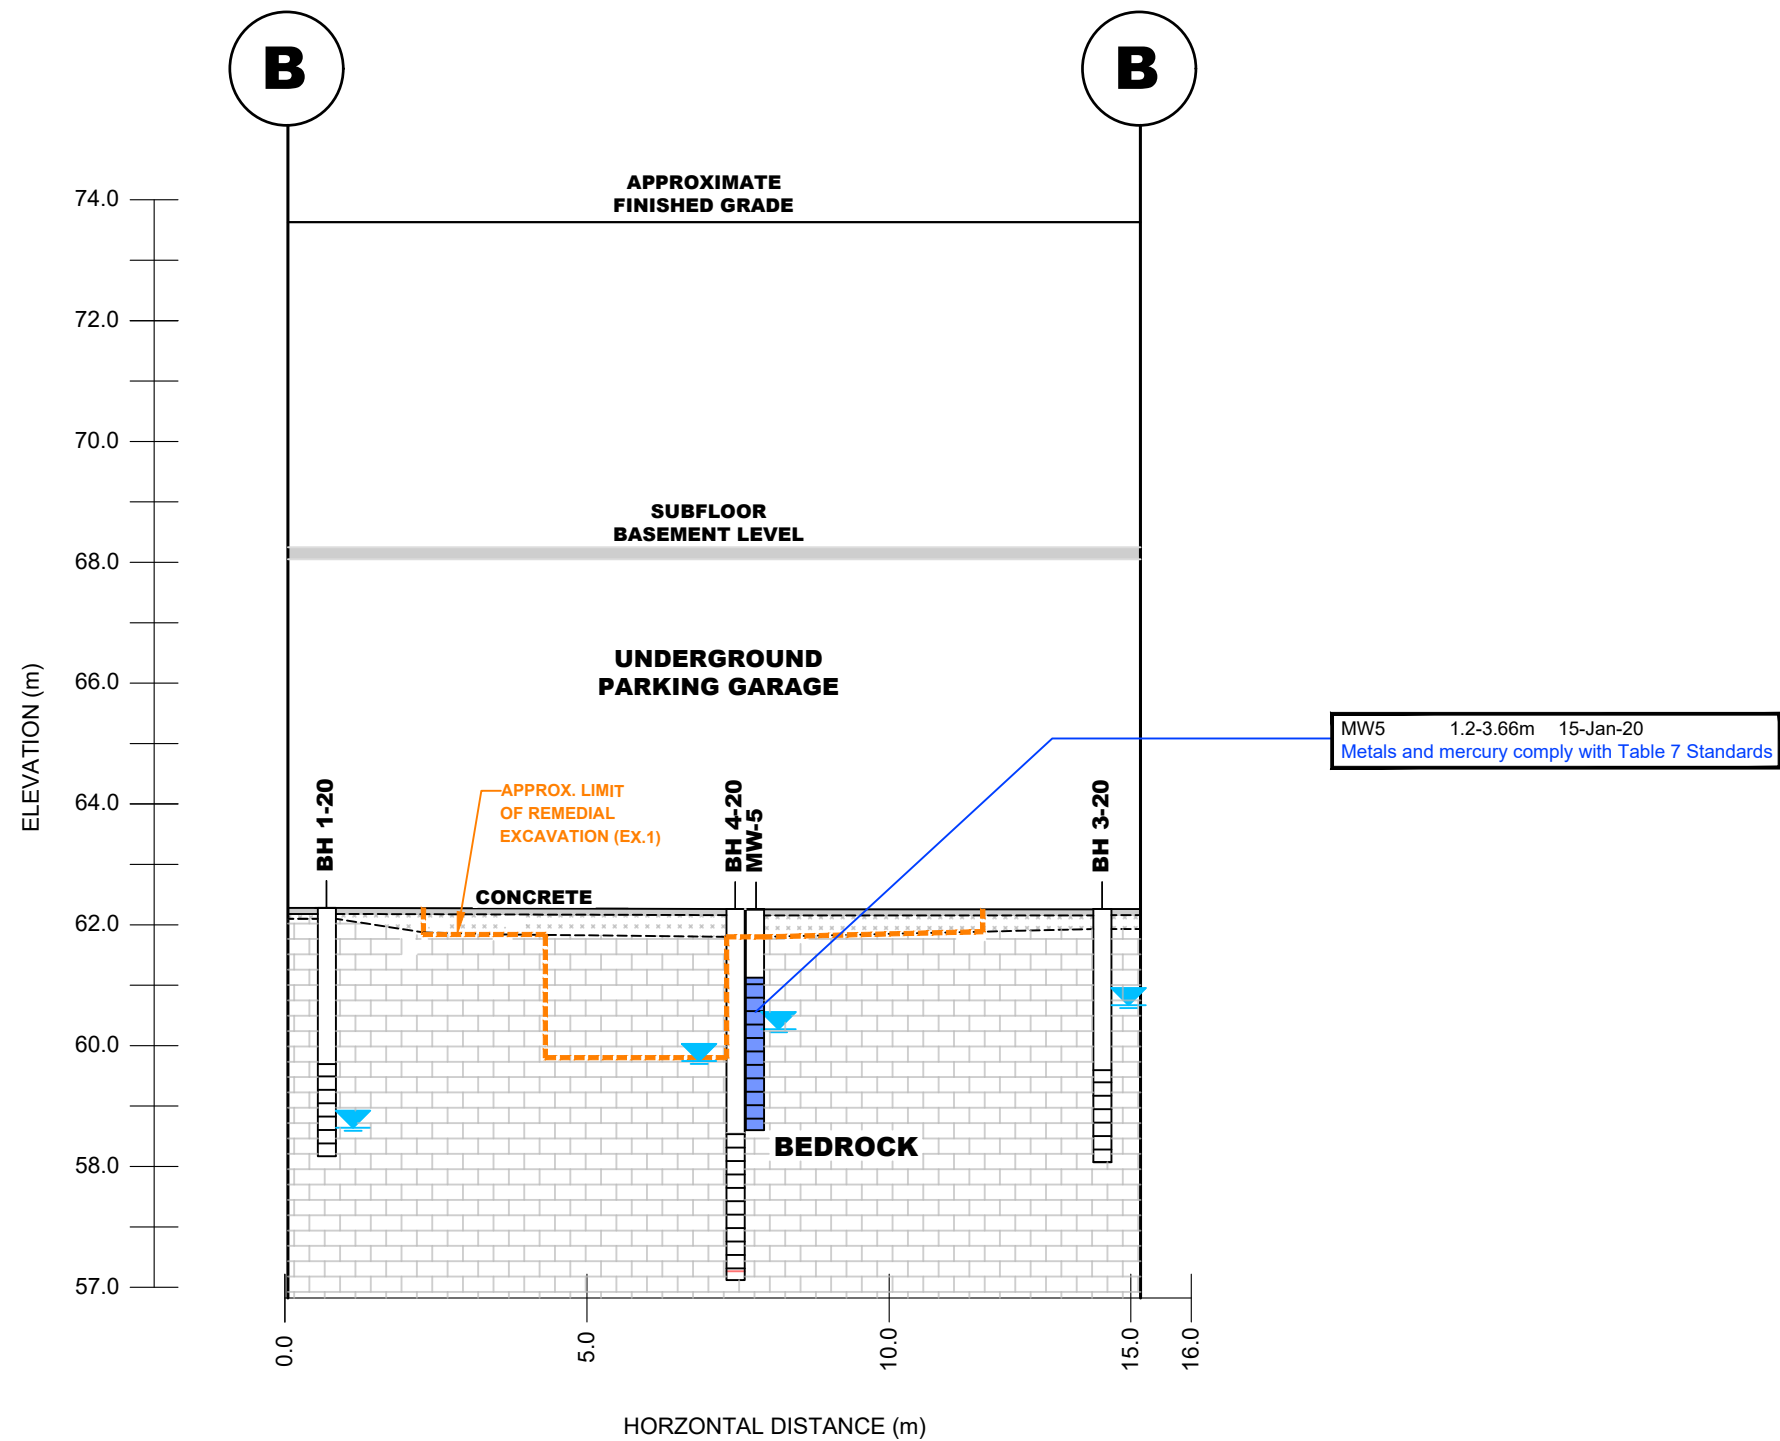 B
B
APPROXIMATE
FINISHED GRADE
74.0
72.0
70.0
SUBFLOOR
BASEMENT LEVEL
68.0
UNDERGROUND
PARKING GARAGE
66.0
ELEVATION (m)
MW5 1.2-3.66m 15-Jan-20
Metals and mercury comply with Table 7 Standards
64.0
APPROX. LIMIT
OF REMEDIAL
EXCAVATION (EX.1)
BH 1-20
BH 4-20
MW-5
BH 3-20
CONCRETE
62.0
60.0
BEDROCK
58.0
57.0
0.0
5.0
10.0
15.0
16.0
HORZONTAL DISTANCE (m)